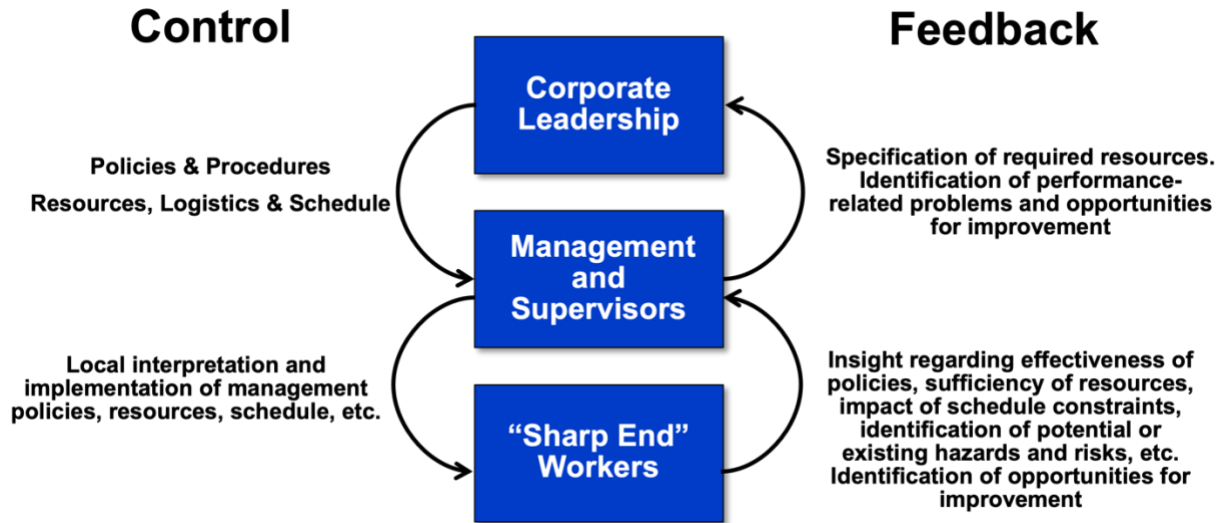 Control
Feedback
Corporate
Leadership
Policies & Procedures
Resources, Logistics & Schedule
Specification of required resources.
Identification of performance-
related problems and opportunities
for improvement
Management
and
Supervisors
Local interpretation and
implementation of management
policies, resources, schedule, etc.
Insight regarding effectiveness of
policies, sufficiency of resources,
impact of schedule constraints,
identification of potential or
existing hazards and risks, etc.
Identification of opportunities for
improvement
“Sharp End”
Workers